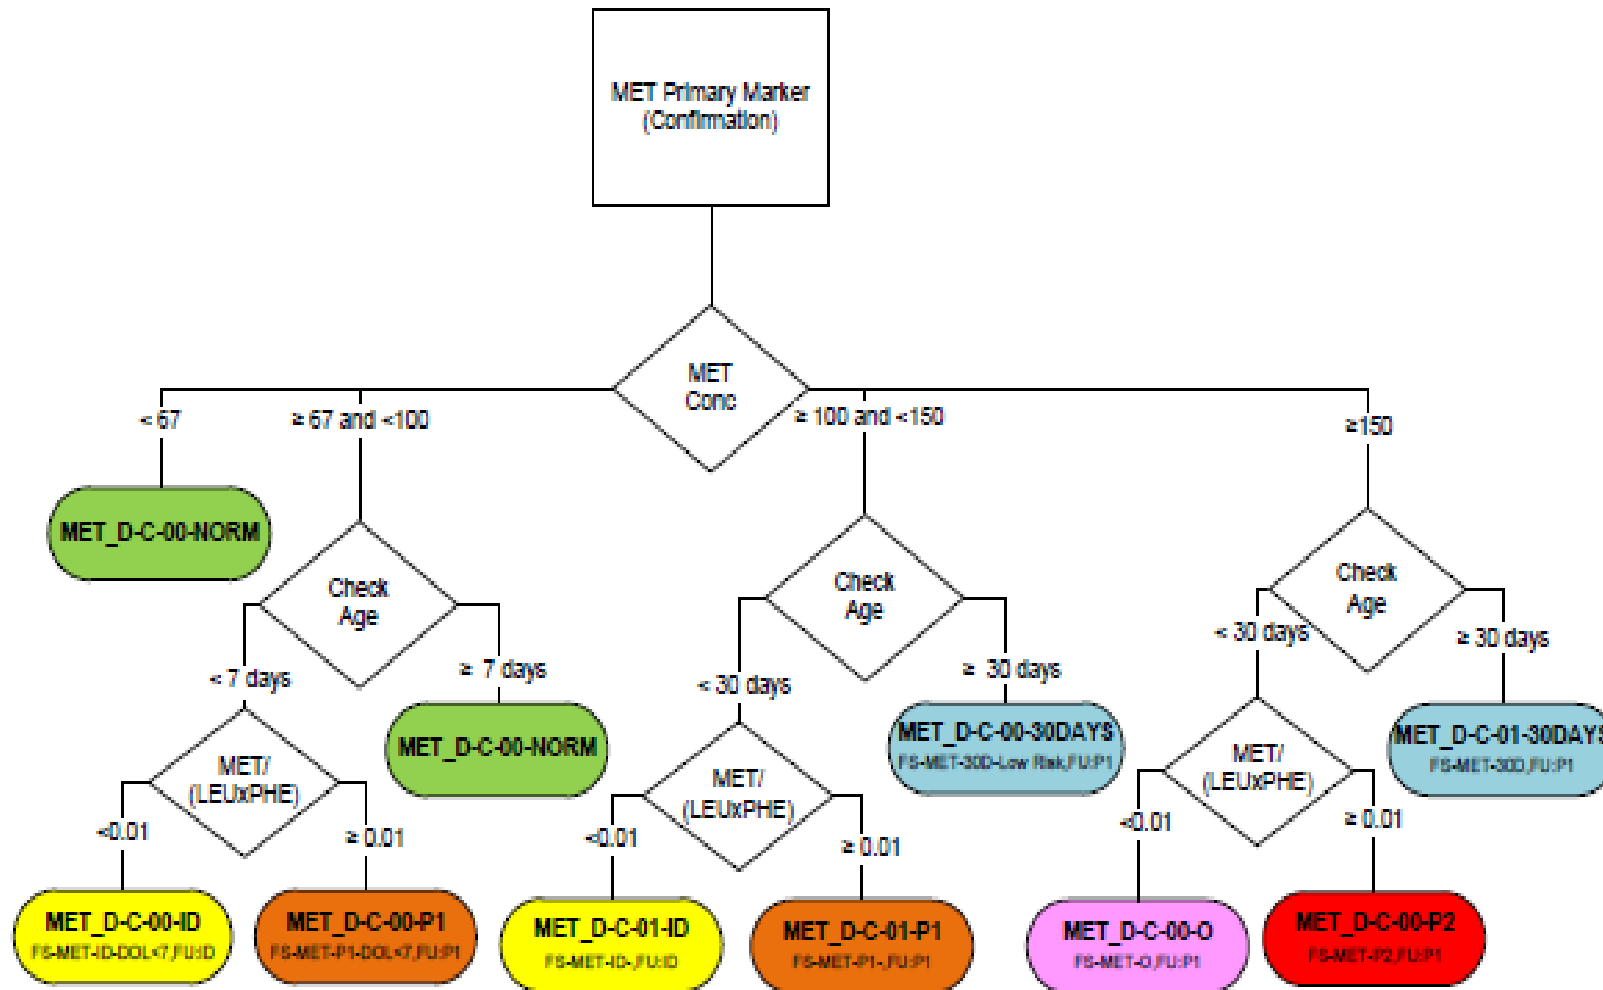 MET Primary Marker
(Confirmation)
MET
Conc
< 67
≥ 67 and <100
≥ 100 and <150
≥150
MET_D-C-00-NORM
Check
Age
Check
Age
Check
Age
< 7 days
≥ 7 days
< 30 days
≥ 30 days
< 30 days
≥ 30 days
MET_D-C-00-NORM
MET_D-C-00-30DAYS
FS-MET-30D-Low Risk,FU:P1
MET_D-C-01-30DAYS
FS-MET-30D,FU:P1
MET/
(LEUxPHE)
MET/
(LEUxPHE)
MET/
(LEUxPHE)
<0.01
≥ 0.01
<0.01
≥ 0.01
<0.01
≥ 0.01
MET_D-C-00-ID
FS-MET-ID-DOL<7,FU:ID
MET_D-C-00-P1
FS-MET-P1-DOL<7,FU:P1
MET_D-C-01-ID
FS-MET-ID-,FU:ID
MET_D-C-01-P1
FS-MET-P1-,FU:P1
MET_D-C-00-O
FS-MET-O,FU:P1
MET_D-C-00-P2
FS-MET-P2,FU:P1